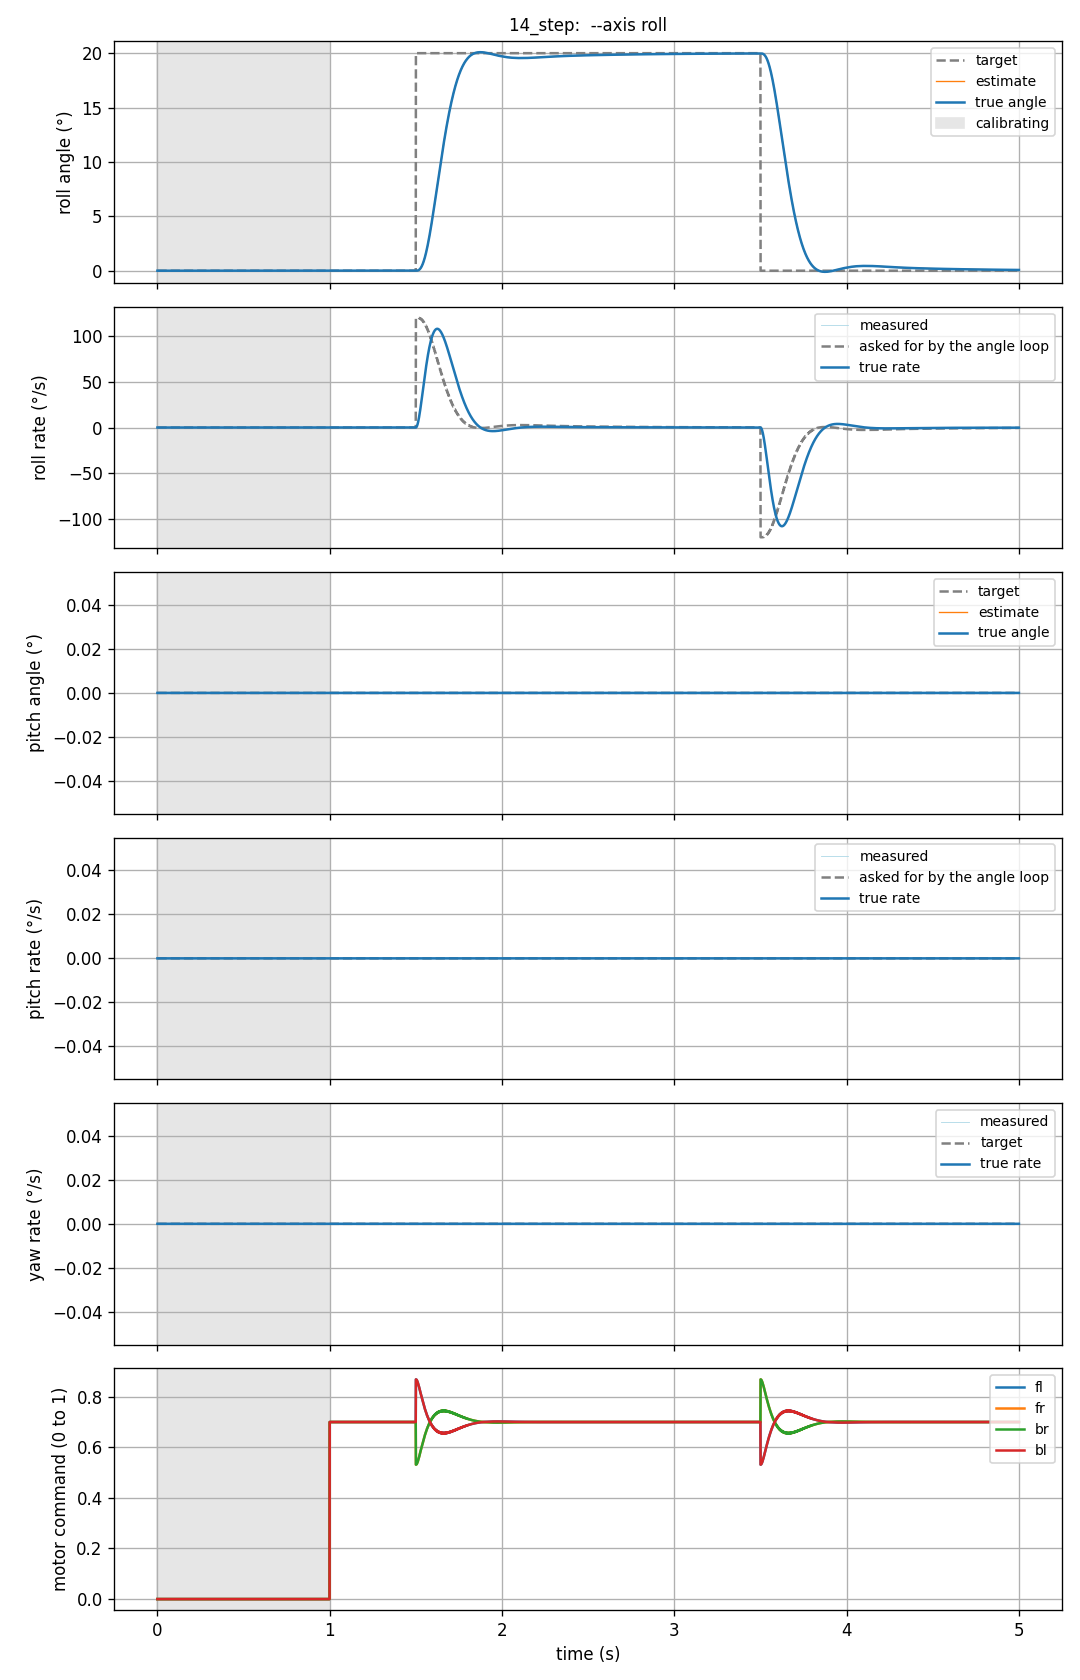 14_step:  --axis roll
roll angle (°)
20
15
10
5
0
target
estimate
true angle
calibrating
roll rate (°/s)
100
50
0
−50
−100
measured
asked for by the angle loop
true rate
pitch angle (°)
0.04
0.02
0.00
−0.02
−0.04
target
estimate
true angle
pitch rate (°/s)
0.04
0.02
0.00
−0.02
−0.04
measured
asked for by the angle loop
true rate
yaw rate (°/s)
0.04
0.02
0.00
−0.02
−0.04
measured
target
true rate
motor command (0 to 1)
0.8
0.6
0.4
0.2
0.0
fl
fr
br
bl
0 1 2 3 4 5
time (s)